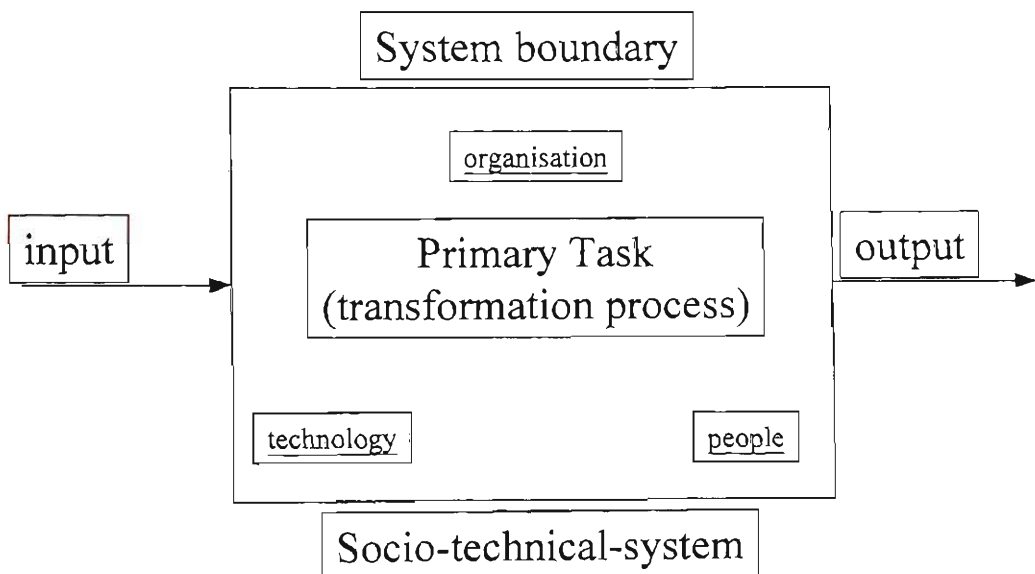 System boundary
organisation
input
Primary Task
(transformation process)
output
technology
people
Socio-technical-system